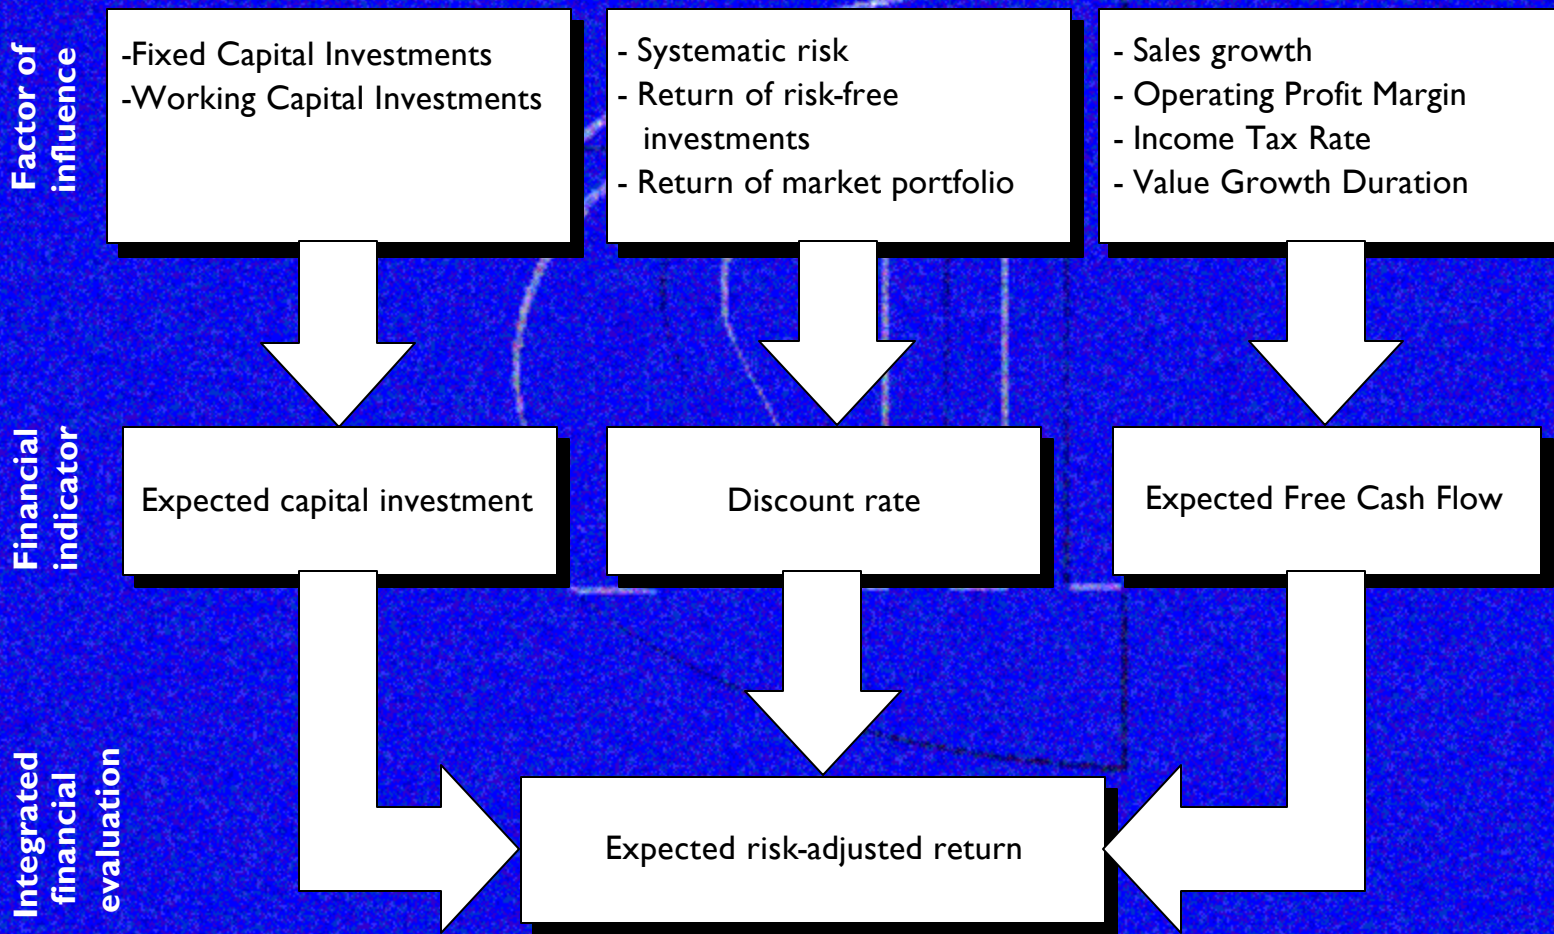 Factor of
influence
-Fixed Capital Investments
-Working Capital Investments
- Systematic risk
- Return of risk-free
investments
- Return of market portfolio
- Sales growth
- Operating Profit Margin
- Income Tax Rate
- Value Growth Duration
Financial
indicator
Expected capital investment
Discount rate
Expected Free Cash Flow
Integrated
financial
evaluation
Expected risk-adjusted return